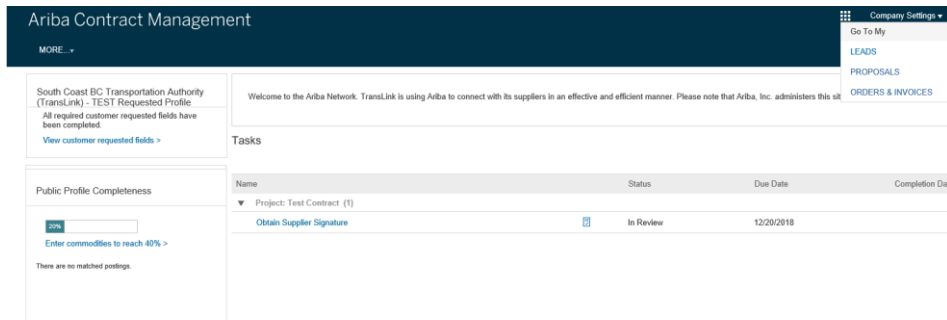 Ariba Contract Management
Company Settings
Go To My
MORE...
LEADS
PROPOSALS
ORDERS & INVOICES
South Coast BC Transportation Authority
(TransLink) - TEST Requested Profile
All required customer requested fields have
been completed.
View customer requested fields >
Welcome to the Ariba Network. TransLink is using Ariba to connect with its suppliers in an effective and efficient manner. Please note that Ariba, Inc. administers this sit
Tasks
Public Profile Completeness
20%
Enter commodities to reach 40% >
There are no matched postings.
Name Status Due Date Completion Da
Project: Test Contract (1)
Obtain Supplier Signature In Review 12/20/2018